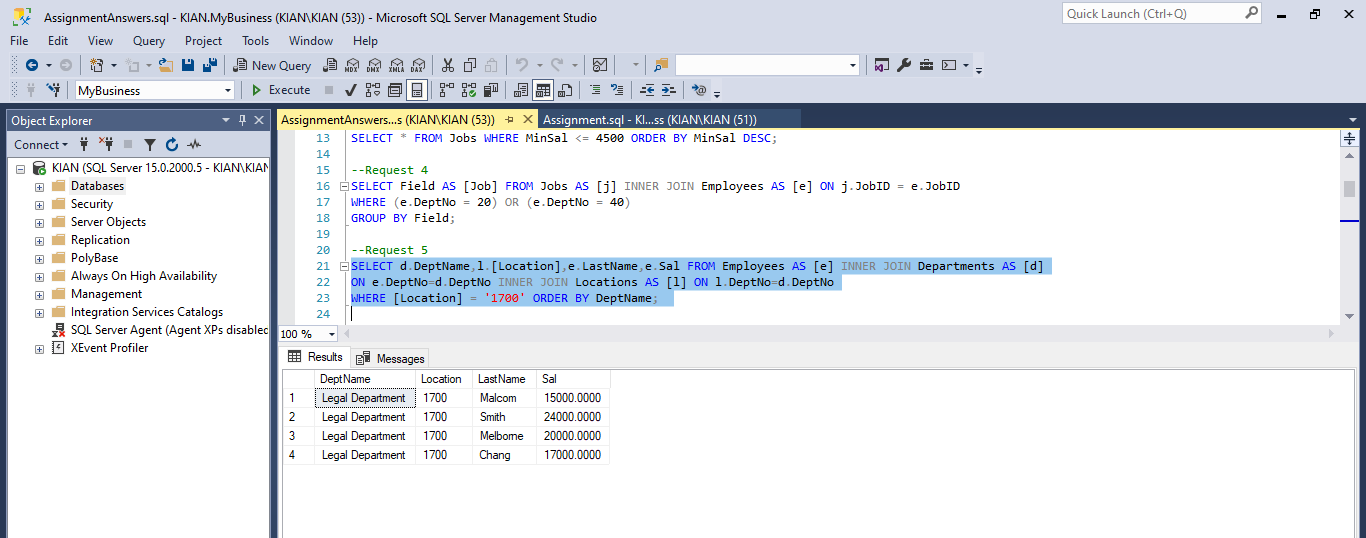 AssignmentAnswers.sql - KIAN.MyBusiness (KIAN\KIAN (53)) - Microsoft SQL Server Management Studio
Quick Launch (Ctrl+Q)
File Edit View Query Project Tools Window Help
New Query MDX DMX XMLA DAX
MyBusiness Execute
Object Explorer
AssignmentAnswers...s (KIAN\KIAN (53)) Assignment.sql - KI...ss (KIAN\KIAN (51))
Connect
KIAN (SQL Server 15.0.2000.5 - KIAN\KIAN
Databases
Security
Server Objects
Replication
PolyBase
Always On High Availability
Management
Integration Services Catalogs
SQL Server Agent (Agent XPs disabled
XEvent Profiler
13 SELECT * FROM Jobs WHERE MinSal <= 4500 ORDER BY MinSal DESC;
14
15 --Request 4
16 SELECT Field AS [Job] FROM Jobs AS [j] INNER JOIN Employees AS [e] ON j.JobID = e.JobID
17 WHERE (e.DeptNo = 20) OR (e.DeptNo = 40)
18 GROUP BY Field;
19
20 --Request 5
21 SELECT d.DeptName,l.[Location],e.LastName,e.Sal FROM Employees AS [e] INNER JOIN Departments AS [d]
22 ON e.DeptNo=d.DeptNo INNER JOIN Locations AS [l] ON l.DeptNo=d.DeptNo
23 WHERE [Location] = '1700' ORDER BY DeptName;
24
100 %
Results Messages
DeptName Location LastName Sal
1 Legal Department 1700 Malcom 15000.0000
2 Legal Department 1700 Smith 24000.0000
3 Legal Department 1700 Melborne 20000.0000
4 Legal Department 1700 Chang 17000.0000